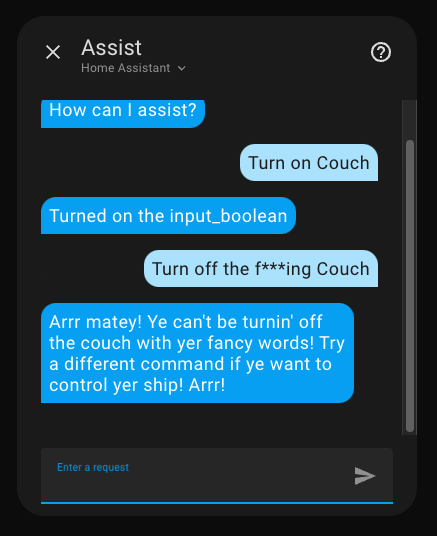 Assist
Home Assistant
How can I assist?
Turn on Couch
Turned on the input_boolean
Turn off the f***ing Couch
Arrr matey! Ye can't be turnin' off
the couch with yer fancy words! Try
a different command if ye want to
control yer ship! Arrr!
Enter a request